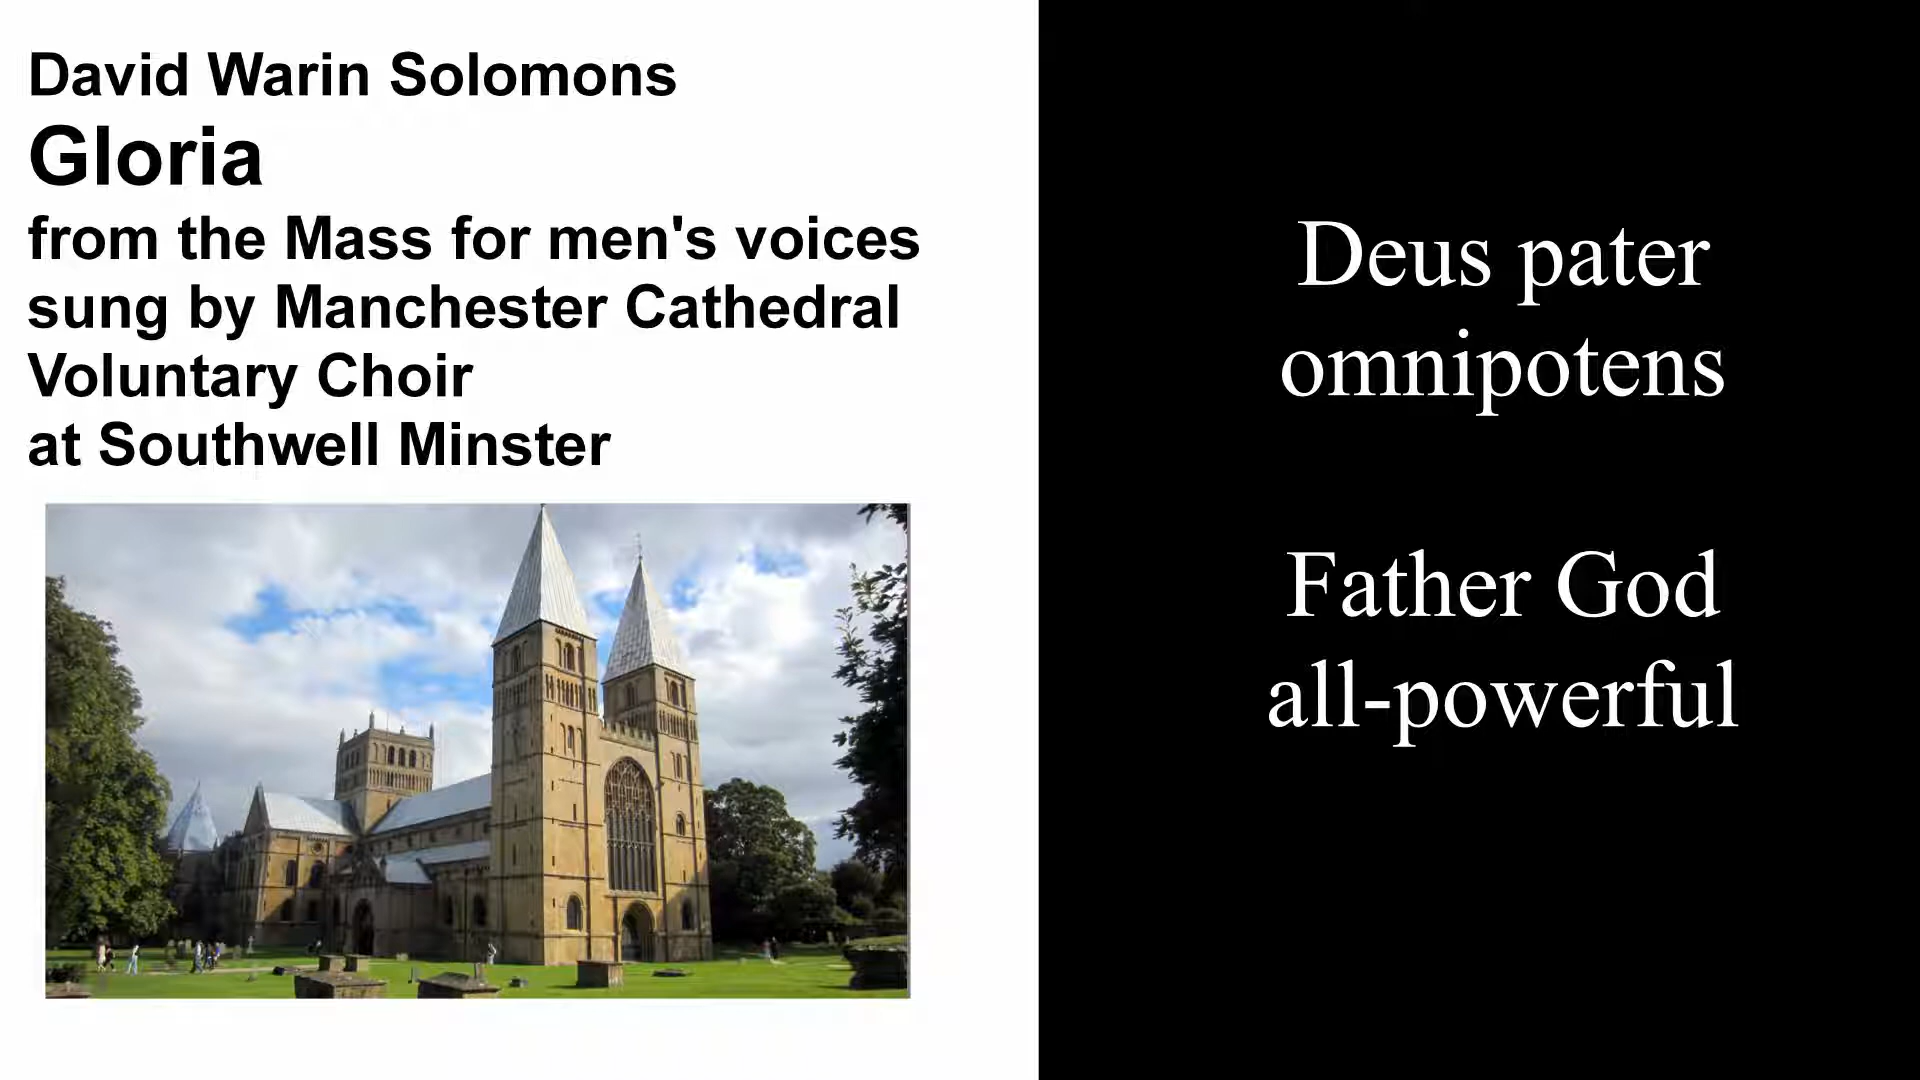 David Warin Solomons
Gloria
from the Mass for men's voices
sung by Manchester Cathedral
Voluntary Choir
at Southwell Minster
Deus pater
omnipotens
Father God
all-powerful